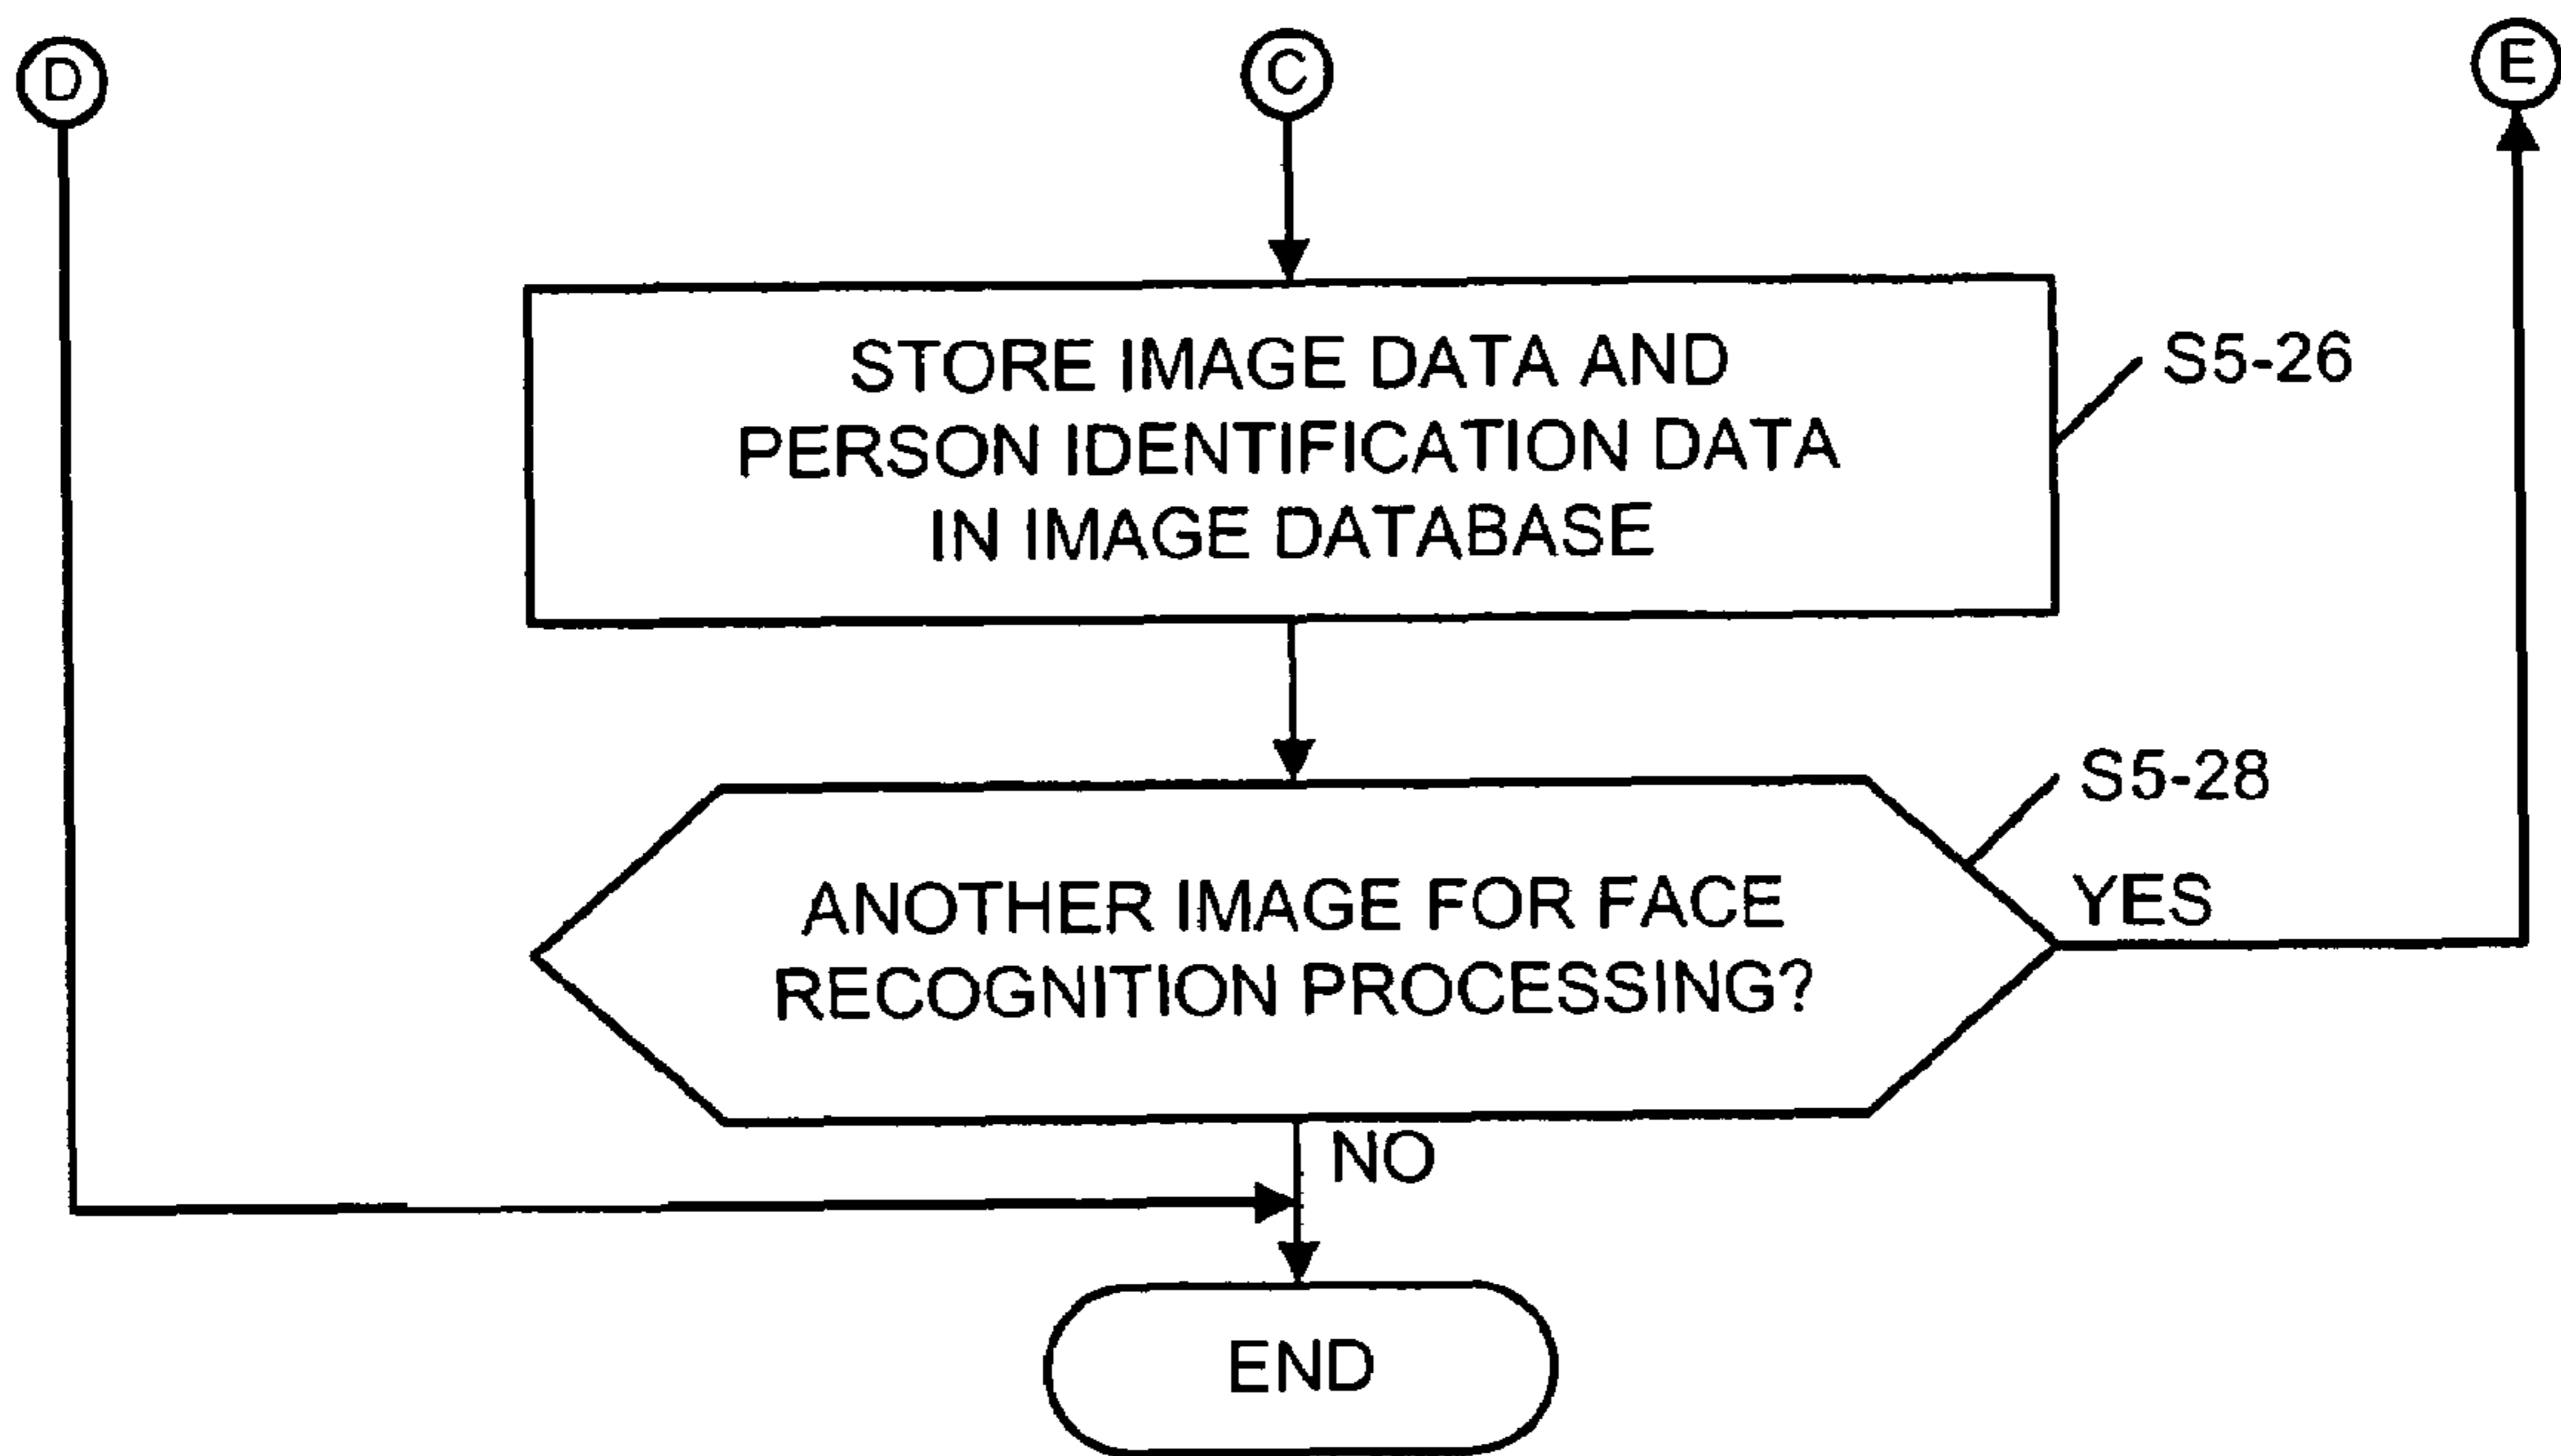 D
C
E
STORE IMAGE DATA AND
PERSON IDENTIFICATION DATA
IN IMAGE DATABASE
S5-26
S5-28
ANOTHER IMAGE FOR FACE
RECOGNITION PROCESSING?
YES
NO
END